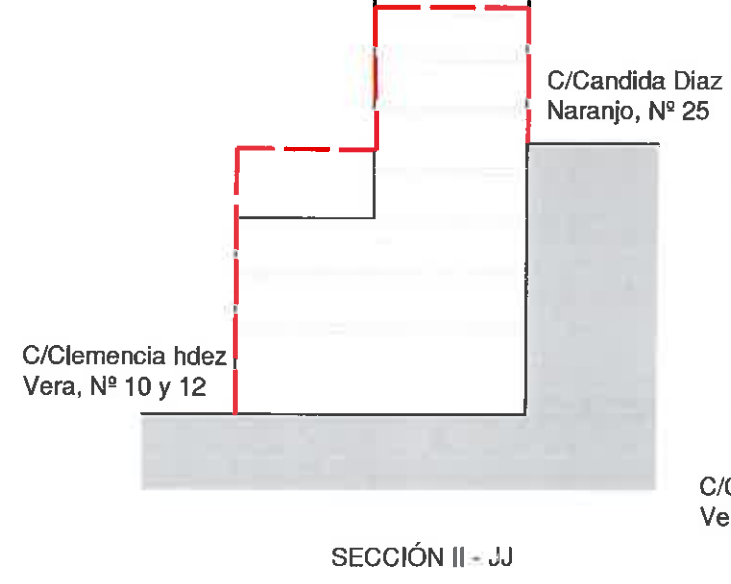 C/Candida Diaz
Naranjo, Nº 25
C/Clemencia hdez
Vera, Nº 10 y 12
SECCIÓN II - JJ